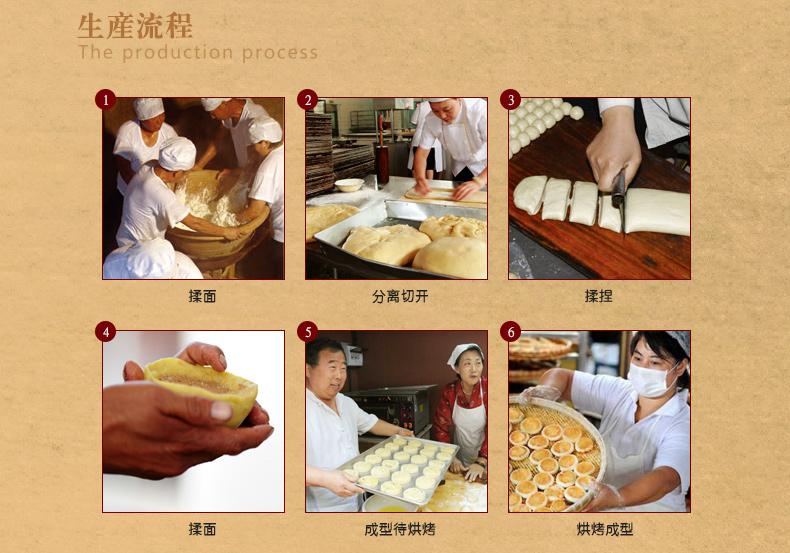 生産流程
The production process
1
2
3
揉面
分离切开
揉捏
4
5
6
揉面
成型待烘烤
烘烤成型